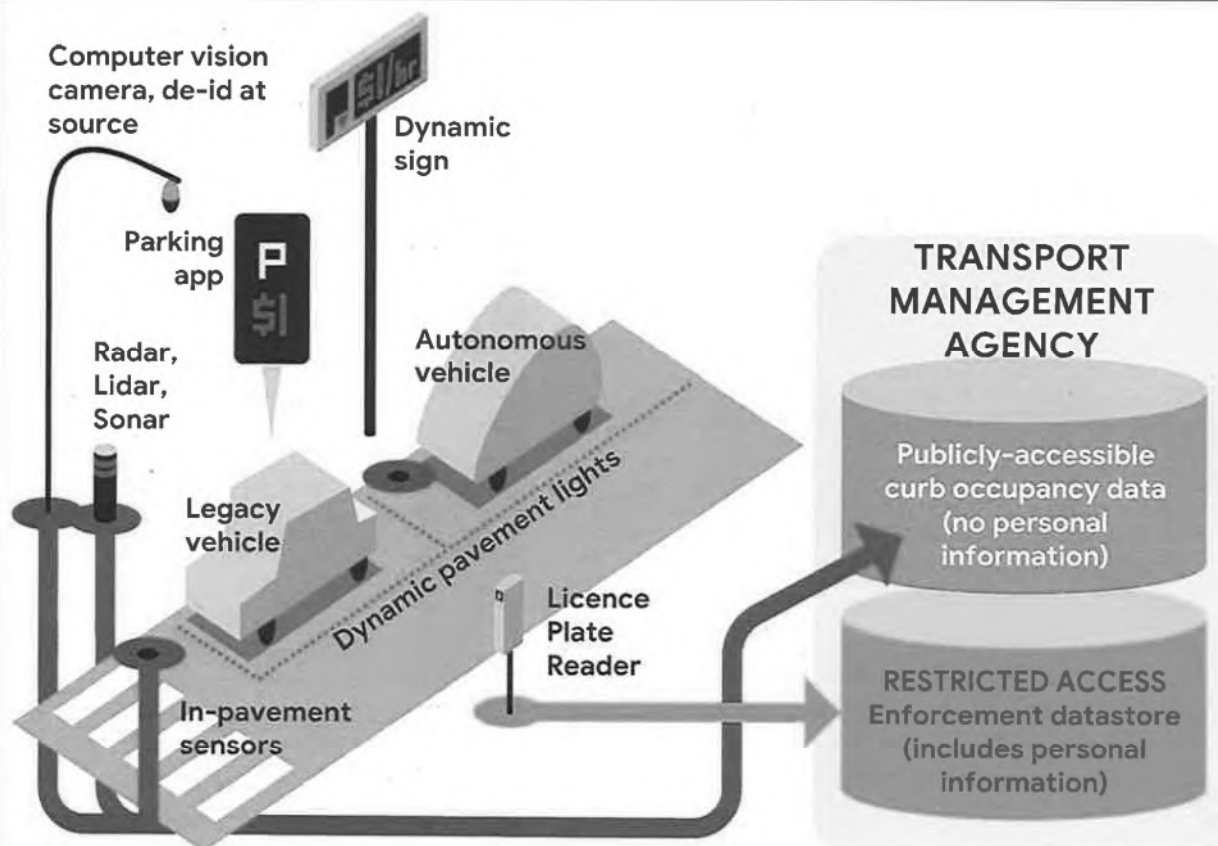 Computer vision
camera, de-id at
source
$1/hr
Dynamic
sign
Parking
app
P
$1
Radar,
Lidar,
Sonar
Autonomous
vehicle
Legacy
vehicle
Dynamic pavement lights
Licence
Plate
Reader
In-pavement
sensors
TRANSPORT
MANAGEMENT
AGENCY
Publicly-accessible
curb occupancy data
(no personal
information)
RESTRICTED ACCESS
Enforcement datastore
(includes personal
information)